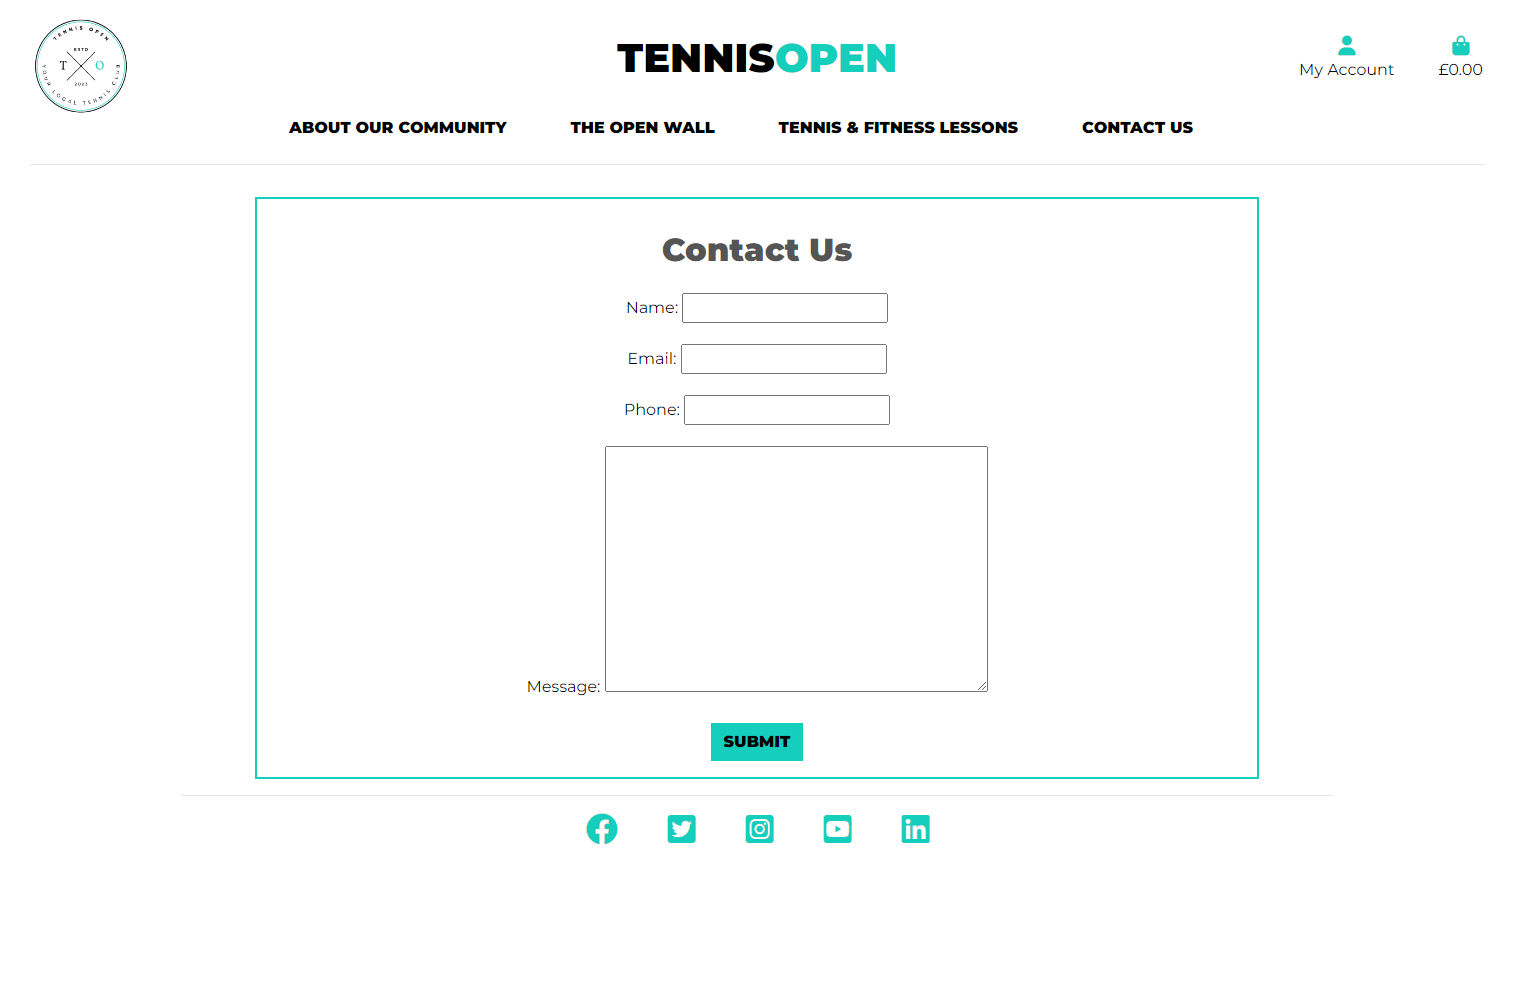 TENNIS OPEN
ESTD
T O
2023
YOUR LOCAL TENNIS CLUB
TENNISOPEN
My Account
£0.00
ABOUT OUR COMMUNITY
THE OPEN WALL
TENNIS & FITNESS LESSONS
CONTACT US
Contact Us
Name:
Email:
Phone:
Message:
SUBMIT